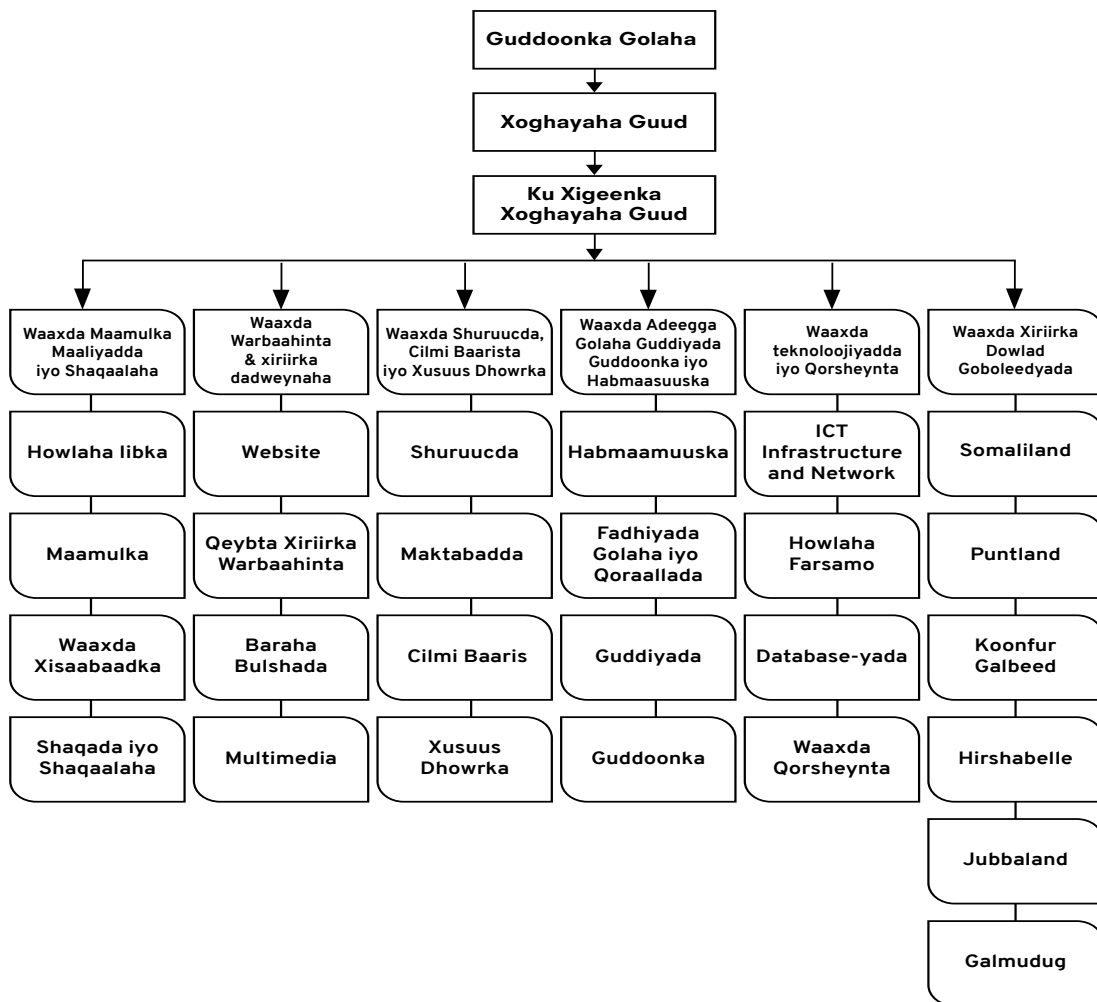 Guddoonka Golaha
Xoghayaha Guud
Ku Xigeenka
Xoghayaha Guud
Waaxda Maamulka
Maaliyadda
iyo Shaqaalaha
Howlaha Iibka
Maamulka
Waaxda
Xisaabaadka
Shaqada iyo
Shaqaalaha
Waaxda
Warbaahinta
& xiriirka
dadweynaha
Website
Qeybta Xiriirka
Warbaahinta
Baraha
Bulshada
Multimedia
Waaxda Shuruucda,
Cilmi Baarista
iyo Xusuus Dhowrka
Shuruucda
Maktabadda
Cilmi Baaris
Xusuus
Dhowrka
Waaxda Adeegga
Golaha Guddiyada
Guddoonka iyo
Habmaasuuska
Habmaamuuska
Fadhiyada
Golaha iyo
Qoraallada
Guddiyada
Guddoonka
Waaxda
teknoloojiyadda
iyo Qorsheynta
ICT
Infrastructure
and Network
Howlaha
Farsamo
Database-yada
Waaxda
Qorsheynta
Waaxda Xiriirka
Dowlad
Goboleedyada
Somaliland
Puntland
Koonfur
Galbeed
Hirshabelle
Jubbaland
Galmudug